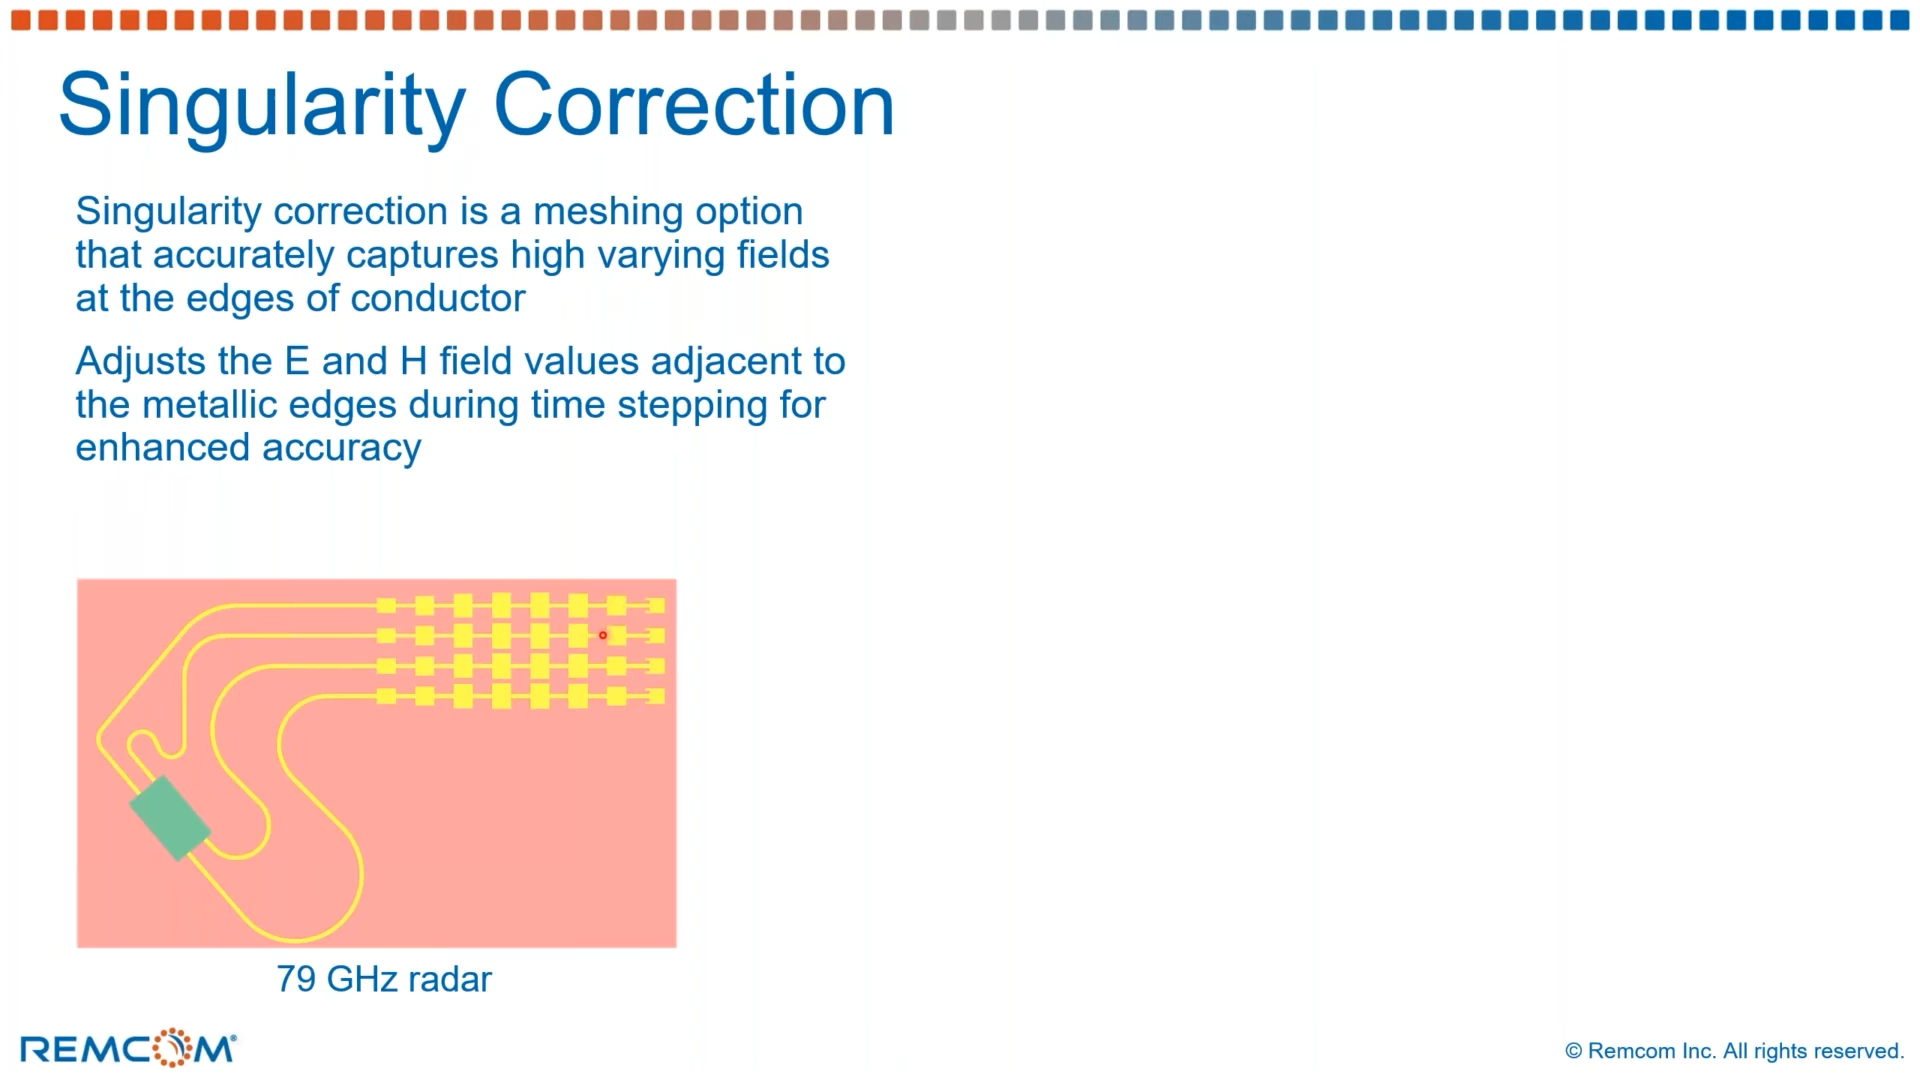 Singularity Correction
Singularity correction is a meshing option
that accurately captures high varying fields
at the edges of conductor
Adjusts the E and H field values adjacent to
the metallic edges during time stepping for
enhanced accuracy
79 GHz radar
REMCOM®
© Remcom Inc. All rights reserved.